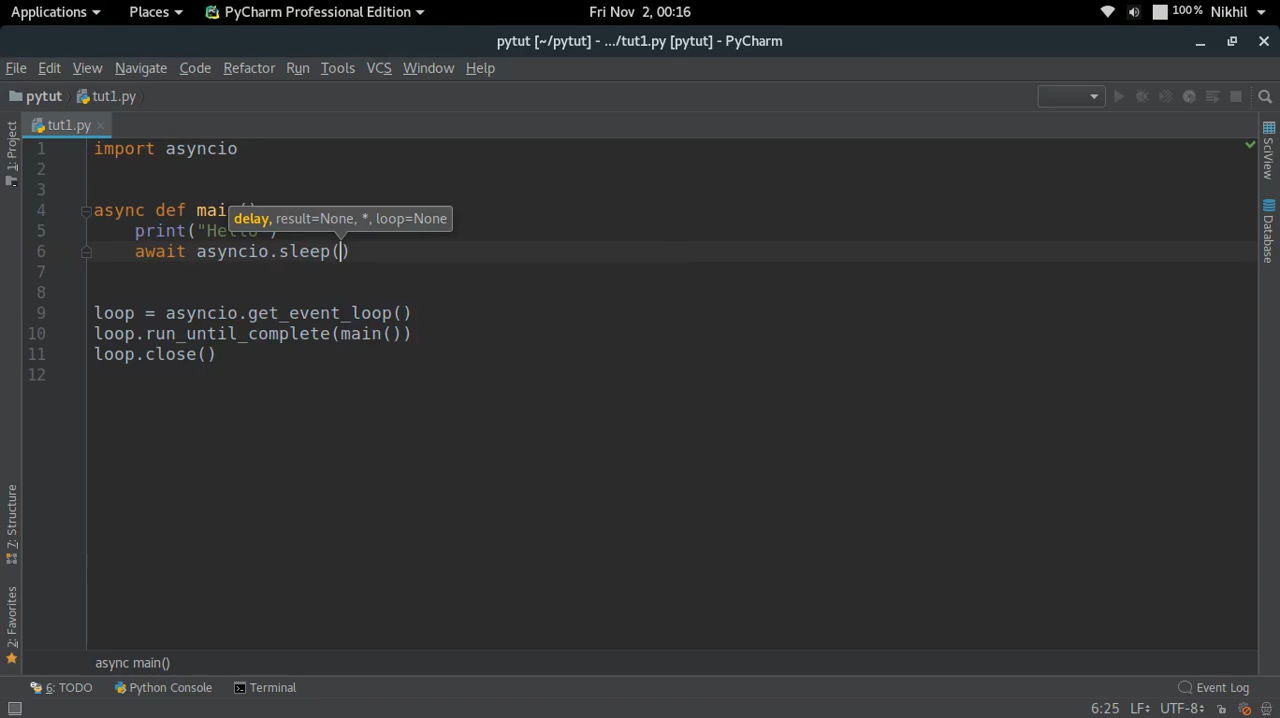 Applications Places PyCharm Professional Edition Fri Nov 2, 00:16 100% Nikhil
pytut [~/pytut] - .../tut1.py [pytut] - PyCharm
File Edit View Navigate Code Refactor Run Tools VCS Window Help
pytut tut1.py
tut1.py
1: Project
SciView
Database
1 import asyncio
2
3
4 async def main()
delay, result=None, *, loop=None
5 print("Hello")
6 await asyncio.sleep()
7
8
9 loop = asyncio.get_event_loop()
10 loop.run_until_complete(main())
11 loop.close()
12
7: Structure
2: Favorites
async main()
6: TODO Python Console Terminal Event Log
6:25 LF UTF-8